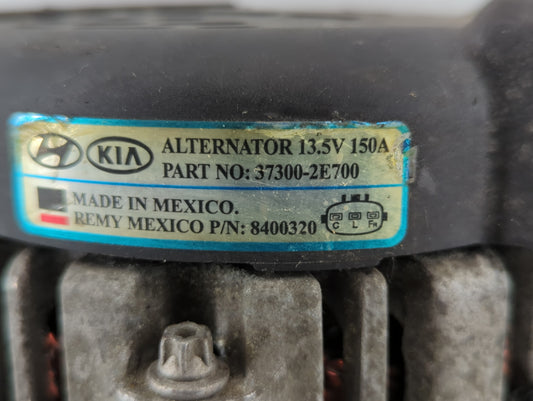 KIA ALTERNATOR 13.5V 150A
PART NO: 37300-2E700
MADE IN MEXICO.
REMY MEXICO P/N: 8400320
C L FR